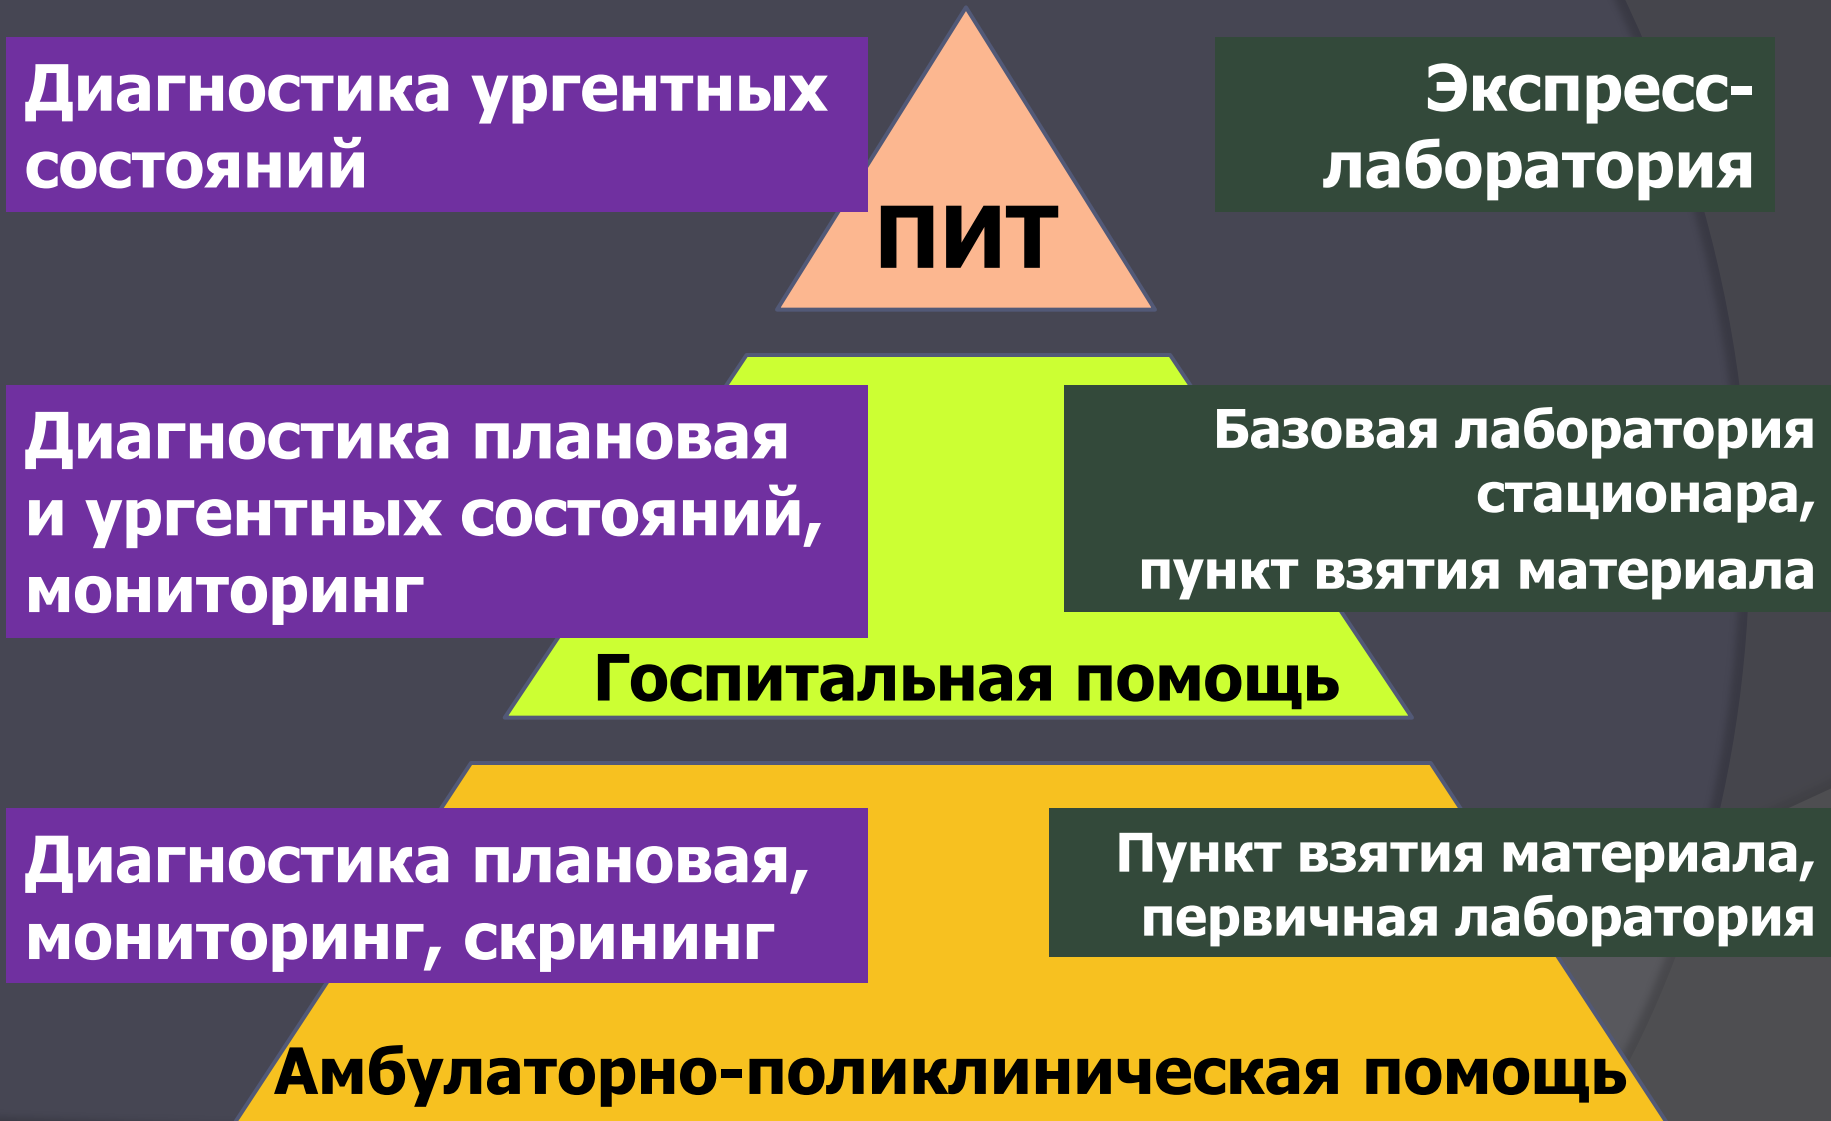 Диагностика ургентных
состояний
Экспресс-
лаборатория
ПИТ
Диагностика плановая
и ургентных состояний,
мониторинг
Базовая лаборатория
стационара,
пункт взятия материала
Госпитальная помощь
Диагностика плановая,
мониторинг, скрининг
Пункт взятия материала,
первичная лаборатория
Амбулаторно-поликлиническая помощь